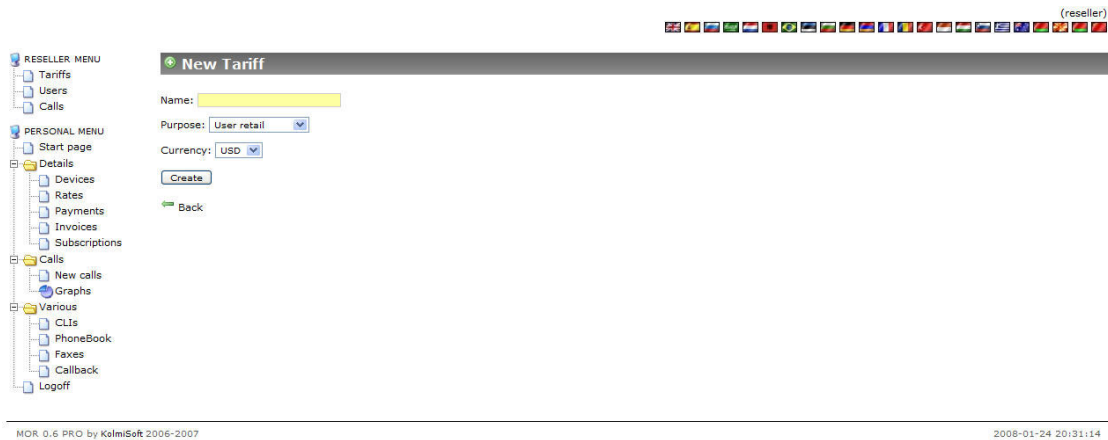 (reseller)
RESELLER MENU
Tariffs
Users
Calls
PERSONAL MENU
Start page
Details
Devices
Rates
Payments
Invoices
Subscriptions
Calls
New calls
Graphs
Various
CLIs
PhoneBook
Faxes
Callback
Logoff
New Tariff
Name:
Purpose: User retail
Currency: USD
Create
Back
MOR 0.6 PRO by KolmiSoft 2006-2007
2008-01-24 20:31:14